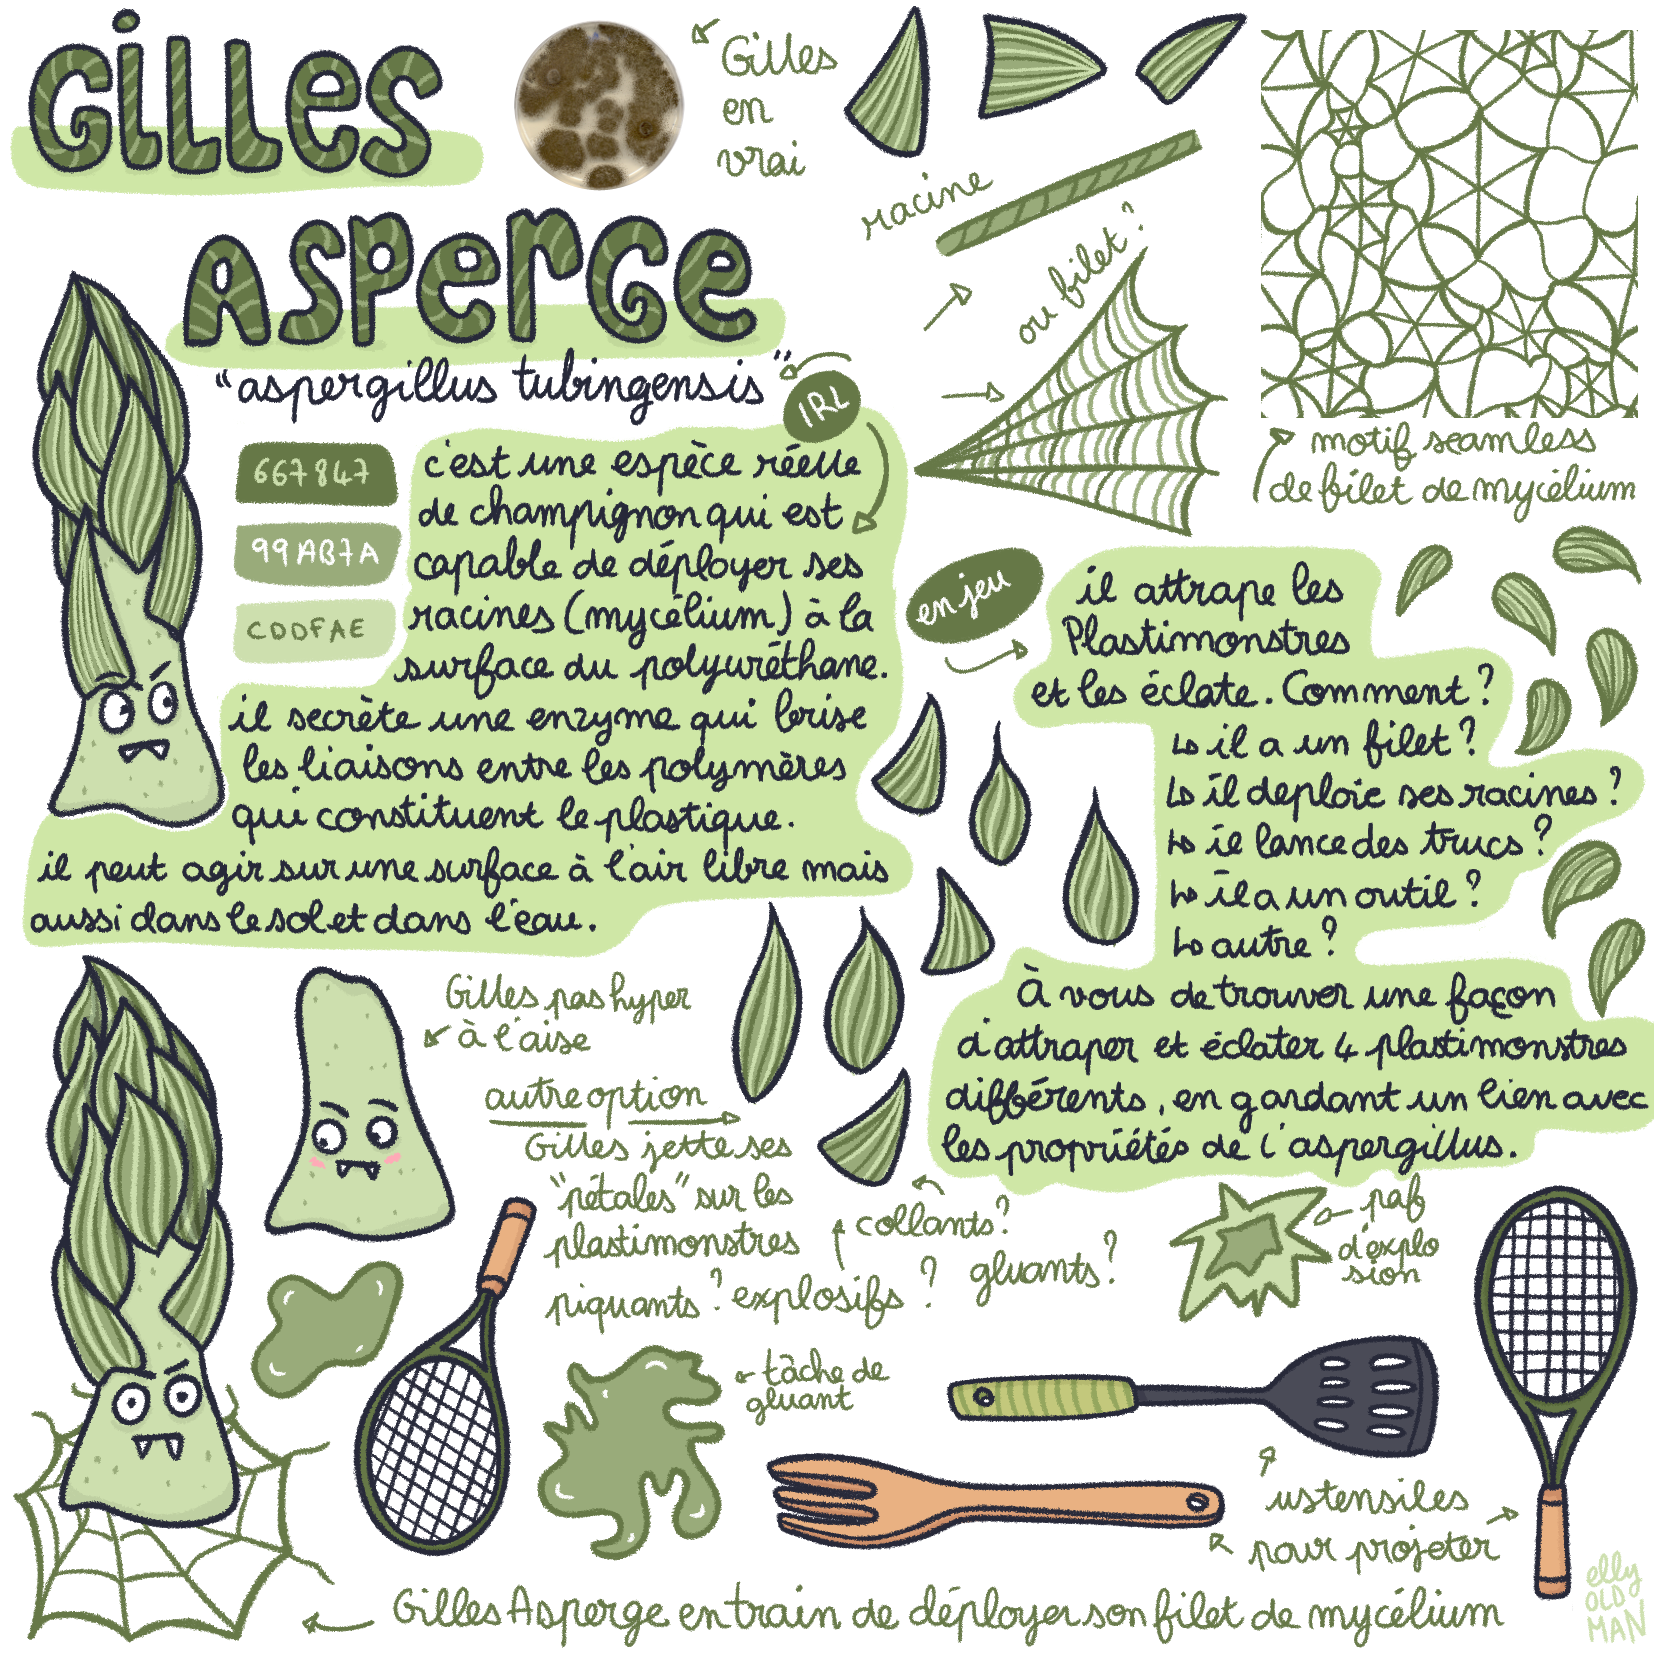 GILLES
ASPERGE
"aspergillus tubingensis"
IRL
Gilles
en
vrai
racine
ou filet?
motif seamless
de filet de mycélium
667847
99AB7A
CDDFAE
c'est une espèce réelle
de champignon qui est
capable de déployer ses
racines (mycélium) à la
surface du polyuréthane.
il secrète une enzyme qui brise
les liaisons entre les polymères
qui constituent le plastique.
il peut agir sur une surface à l'air libre mais
aussi dans le sol et dans l'eau.
en jeu
il attrape les
Plastimonstres
et les éclate. Comment?
↳ il a un filet?
↳ il deploie ses racines?
↳ il lance des trucs?
↳ il a un outil?
↳ autre?
À vous de trouver une façon
d'attraper et éclater 4 plastimonstres
différents, en gardant un lien avec
les propriétés de l'aspergillus.
Gilles pas hyper
à l'aise
autre option
Gilles jette ses
"pétales" sur les
plastimonstres
piquants? explosifs?
collants?
gluants?
paf
d'explo
sion
tâche de
gluant
ustensiles
pour projeter
Gilles Asperge en train de déployer son filet de mycélium
elly
OLD
MAN